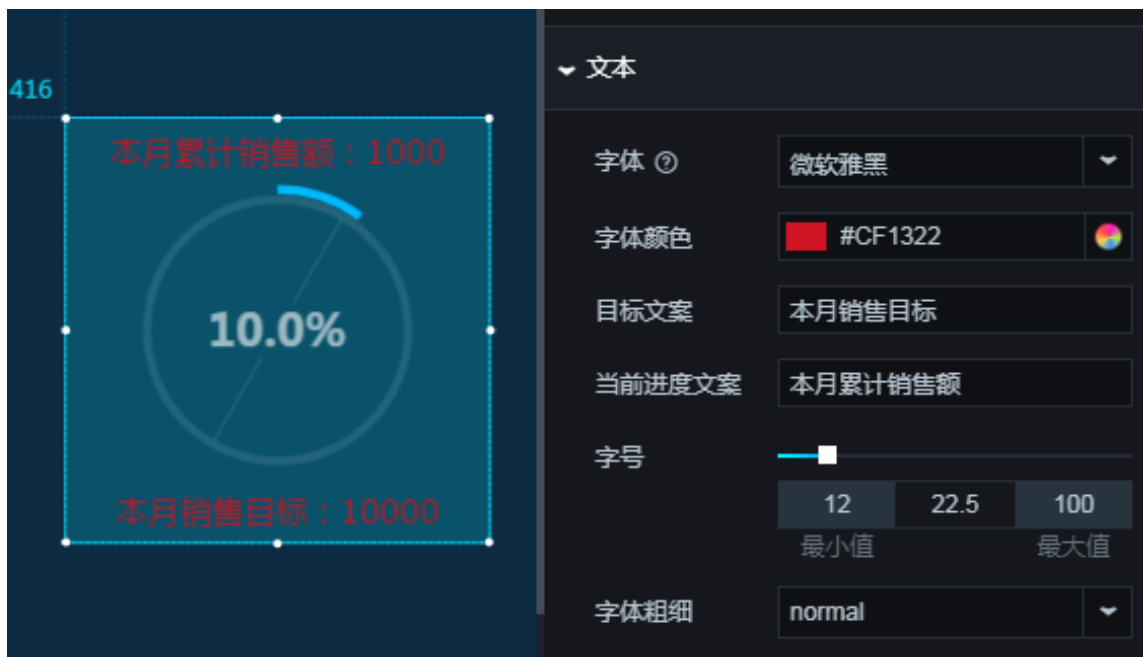 416
本月累计销售额：1000
10.0%
本月销售目标：10000
文本
字体
微软雅黑
字体颜色
#CF1322
目标文案
本月销售目标
当前进度文案
本月累计销售额
字号
12 22.5 100
最小值 最大值
字体粗细
normal